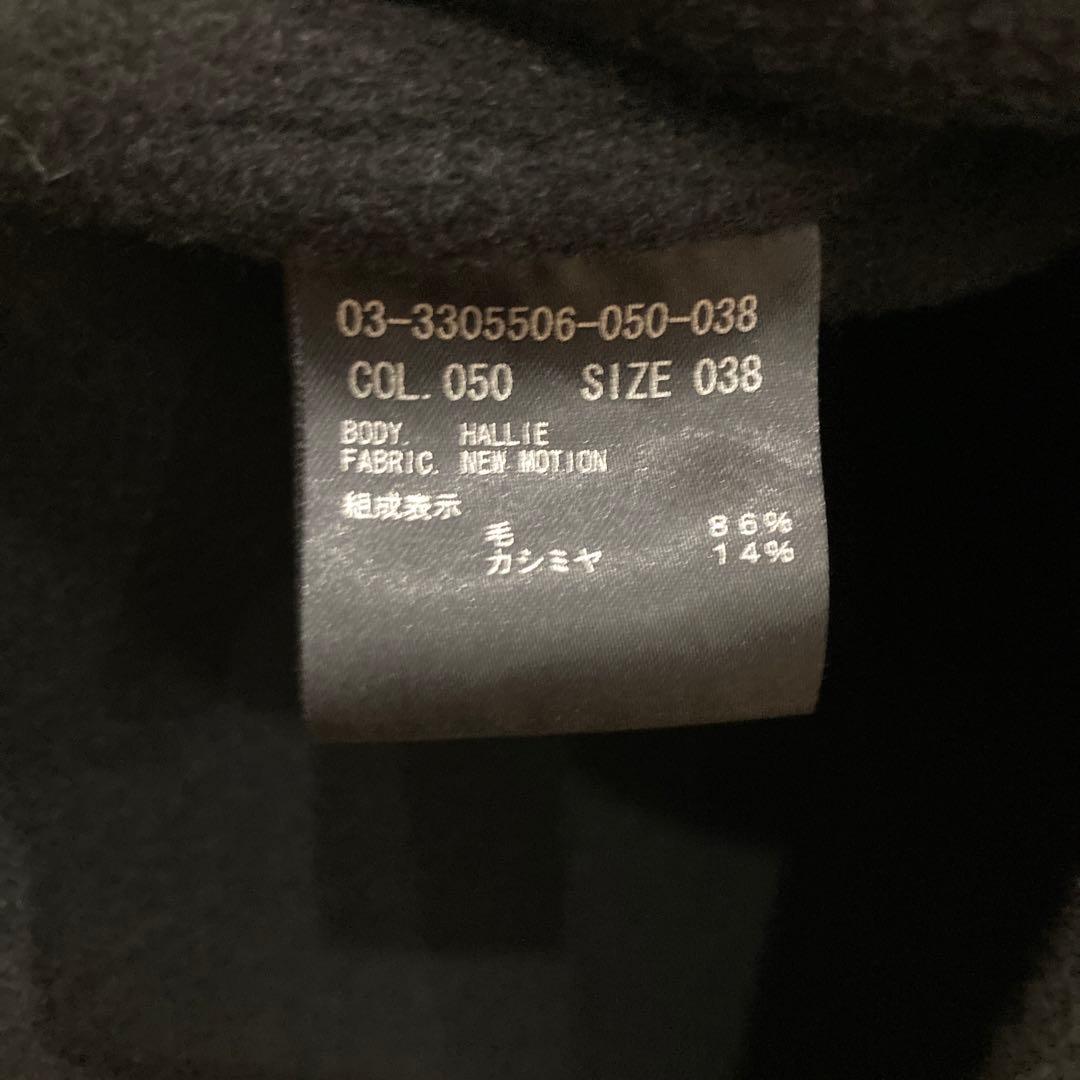 03-3305506-050-038
COL. 050 SIZE 038
BODY. HALLIE
FABRIC. NEW MOTION
組成表示
毛 86%
カシミヤ 14%